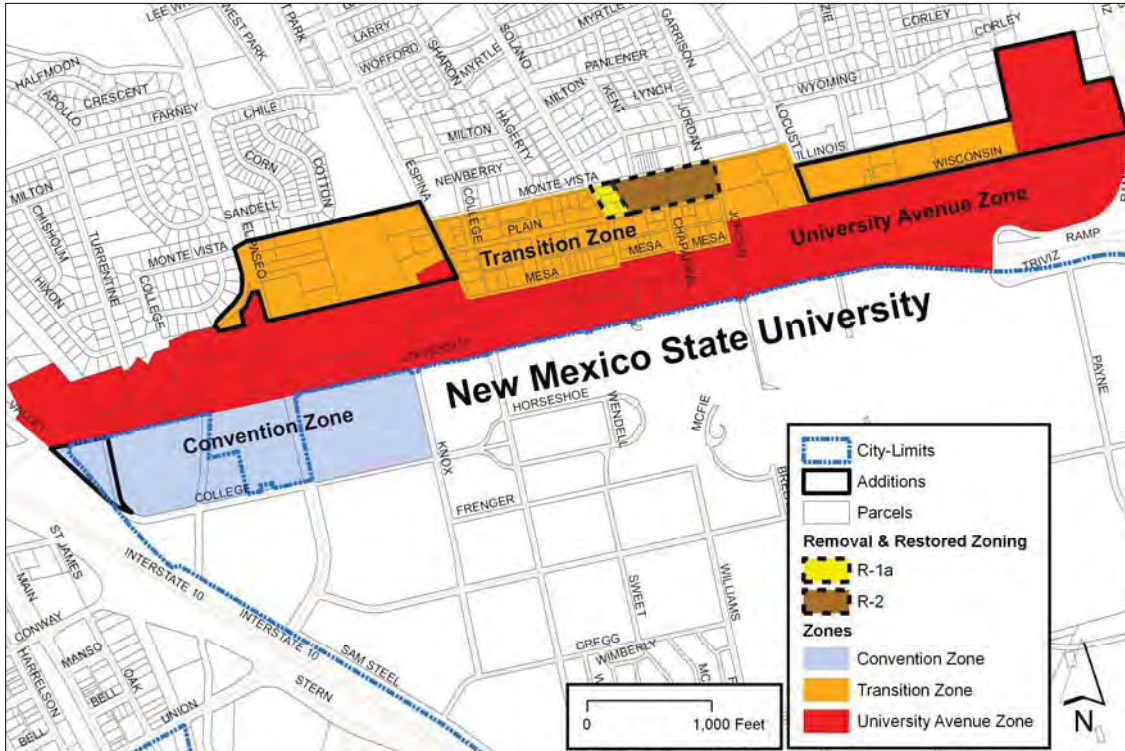 LEE
WEST PARK
PARK
LARRY
WOFFORD
SHARON
MYRTLE
SOLANO
MYRTLE
GARRISON
PANLENER
MILTON
KENT
LYNCH
JORDAN
CORLEY
CORLEY
WYOMING
HALFMOON
APOLLO
CRESCENT
FARNEY
CHILE
CORN
COTTON
HAGERTY
MILTON
NEWBERRY
ESPINA
COLLEGE
MONTE VISTA
LOCUST
ILLINOIS
WISCONSIN
MILTON
CHISHOLM
TURRENTINE
SANDELL
EL PASEO
MONTE VISTA
HIXON
COLLEGE
PLAIN
Transition Zone
MESA
MESA
MESA
CHAPARRAL
JORDAN
University Avenue Zone
RAMP
TRIVIZ
UNIVERSITY
New Mexico State University
VALLEY
Convention Zone
COLLEGE
HORSESHOE
WENDELL
MCFIE
KNOX
FRENGER
PAYNE
ST JAMES
MAIN
CONWAY
HARRELSON
MANSO
BELL
OAK
BELL
UNION
INTERSTATE 10
INTERSTATE 10
SAM STEEL
STERN
SWEET
WILLIAMS
GREGG
WIMBERLY
City-Limits
Additions
Parcels
Removal & Restored Zoning
R-1a
R-2
Zones
Convention Zone
Transition Zone
University Avenue Zone
0 1,000 Feet
N